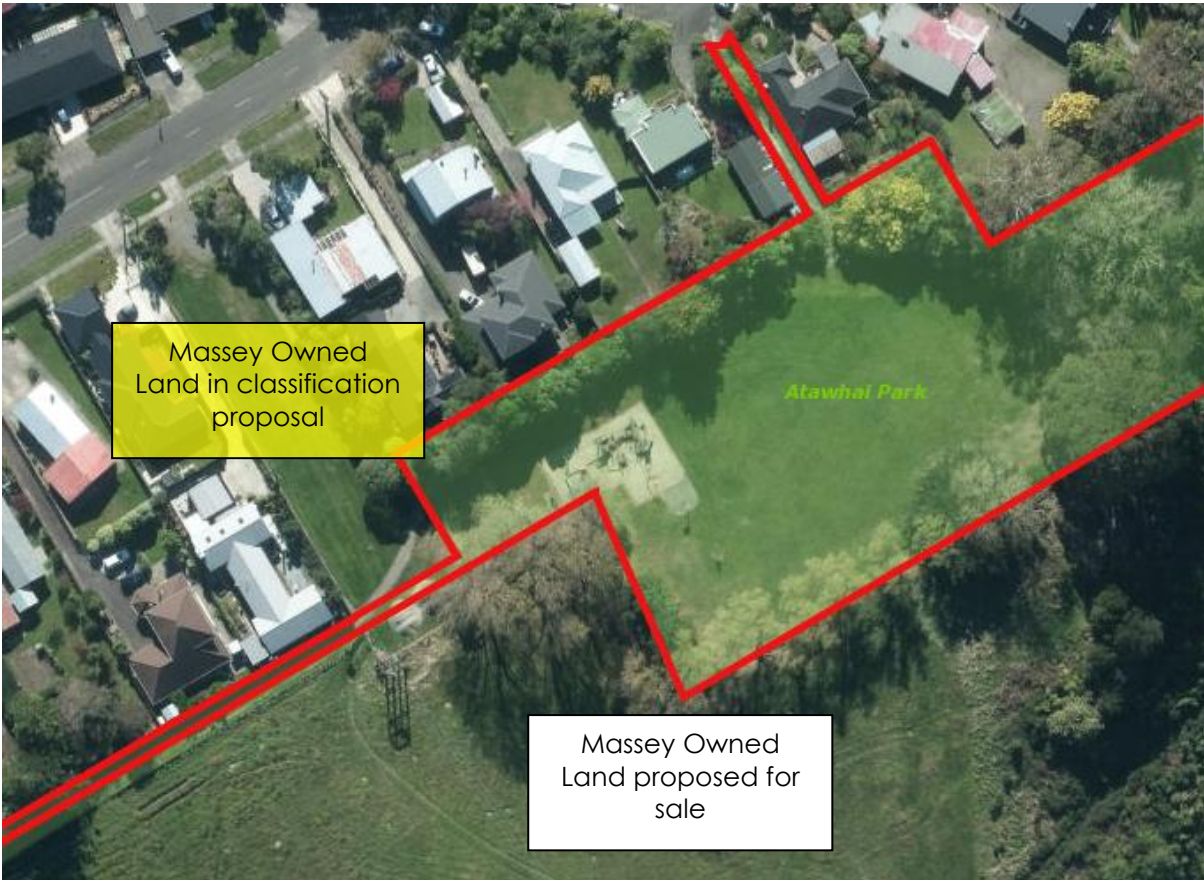 Massey Owned
Land in classification
proposal
Atawhai Park
Massey Owned
Land proposed for
sale